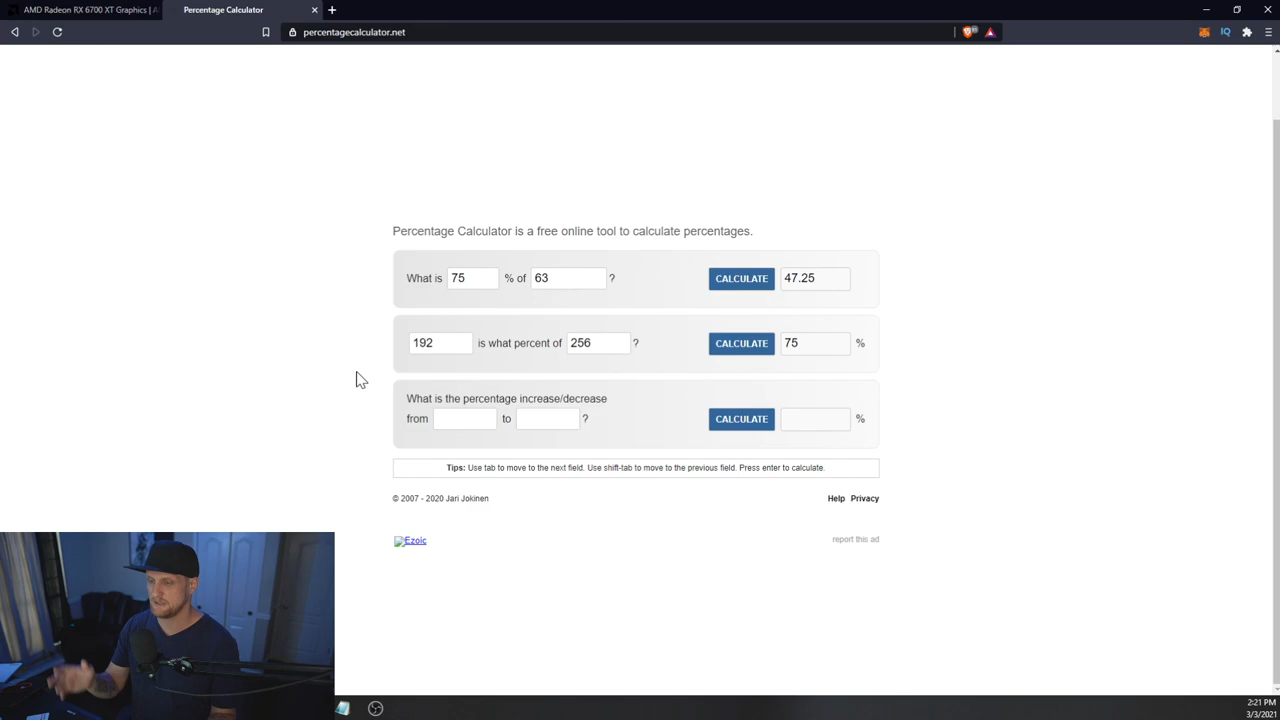 AMD Radeon RX 6700 XT Graphics | A
Percentage Calculator
percentagecalculator.net
Percentage Calculator is a free online tool to calculate percentages.
What is 75 % of 63 ? CALCULATE 47.25
192 is what percent of 256 ? CALCULATE 75 %
What is the percentage increase/decrease
from to ? CALCULATE %
Tips: Use tab to move to the next field. Use shift-tab to move to the previous field. Press enter to calculate.
© 2007 - 2020 Jari Jokinen Help Privacy
Ezoic report this ad
2:21 PM
3/3/2021